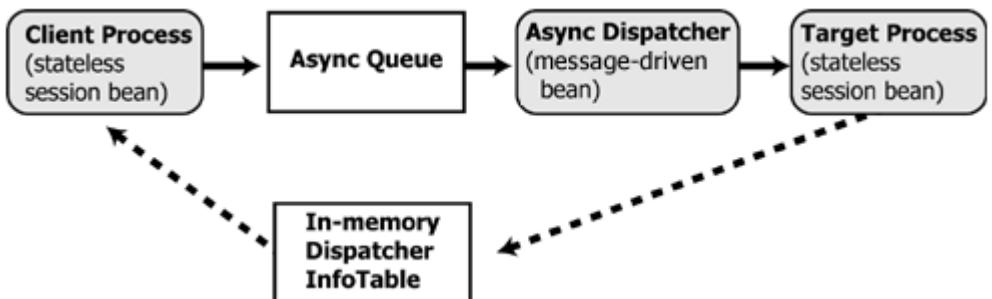 Client Process
(stateless
session bean)
Async Queue
Async Dispatcher
(message-driven
bean)
Target Process
(stateless
session bean)
In-memory
Dispatcher
InfoTable